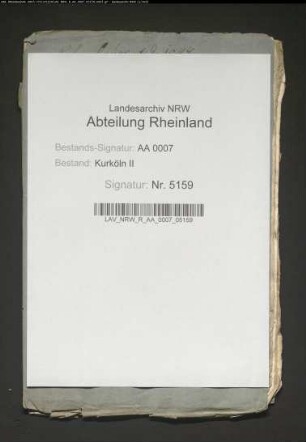 Landesarchiv NRW
Abteilung Rheinland
Bestands-Signatur: AA 0007
Bestand: Kurköln II
Signatur: Nr. 5159
LAV_NRW_R_AA_0007_05159